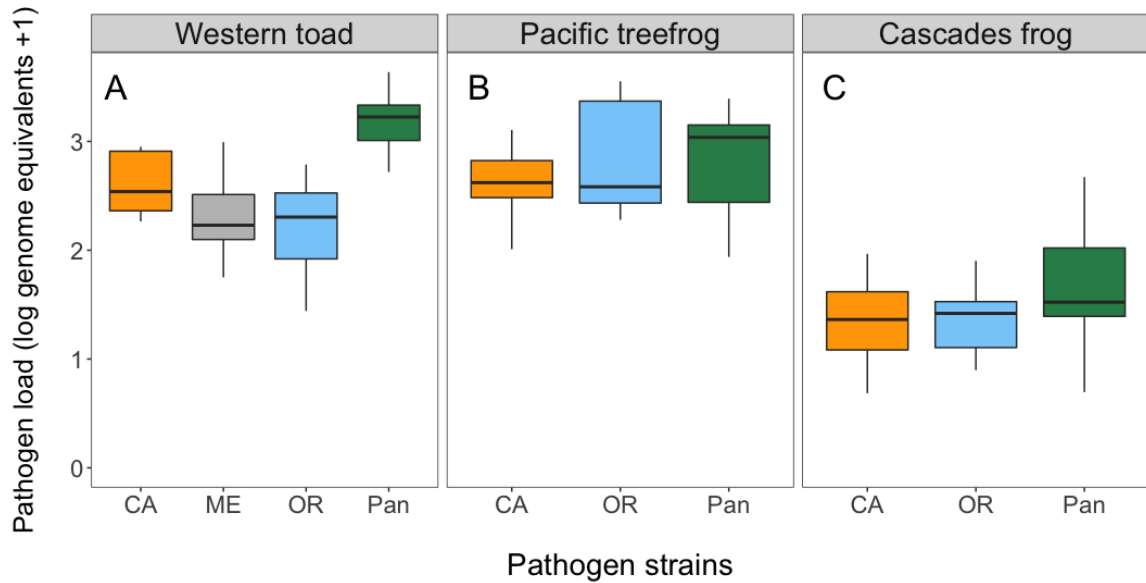 Western toad
Pacific treefrog
Cascades frog
Pathogen load (log genome equivalents +1)
A
B
C
3
2
1
0
CA ME OR Pan
CA OR Pan
CA OR Pan
Pathogen strains